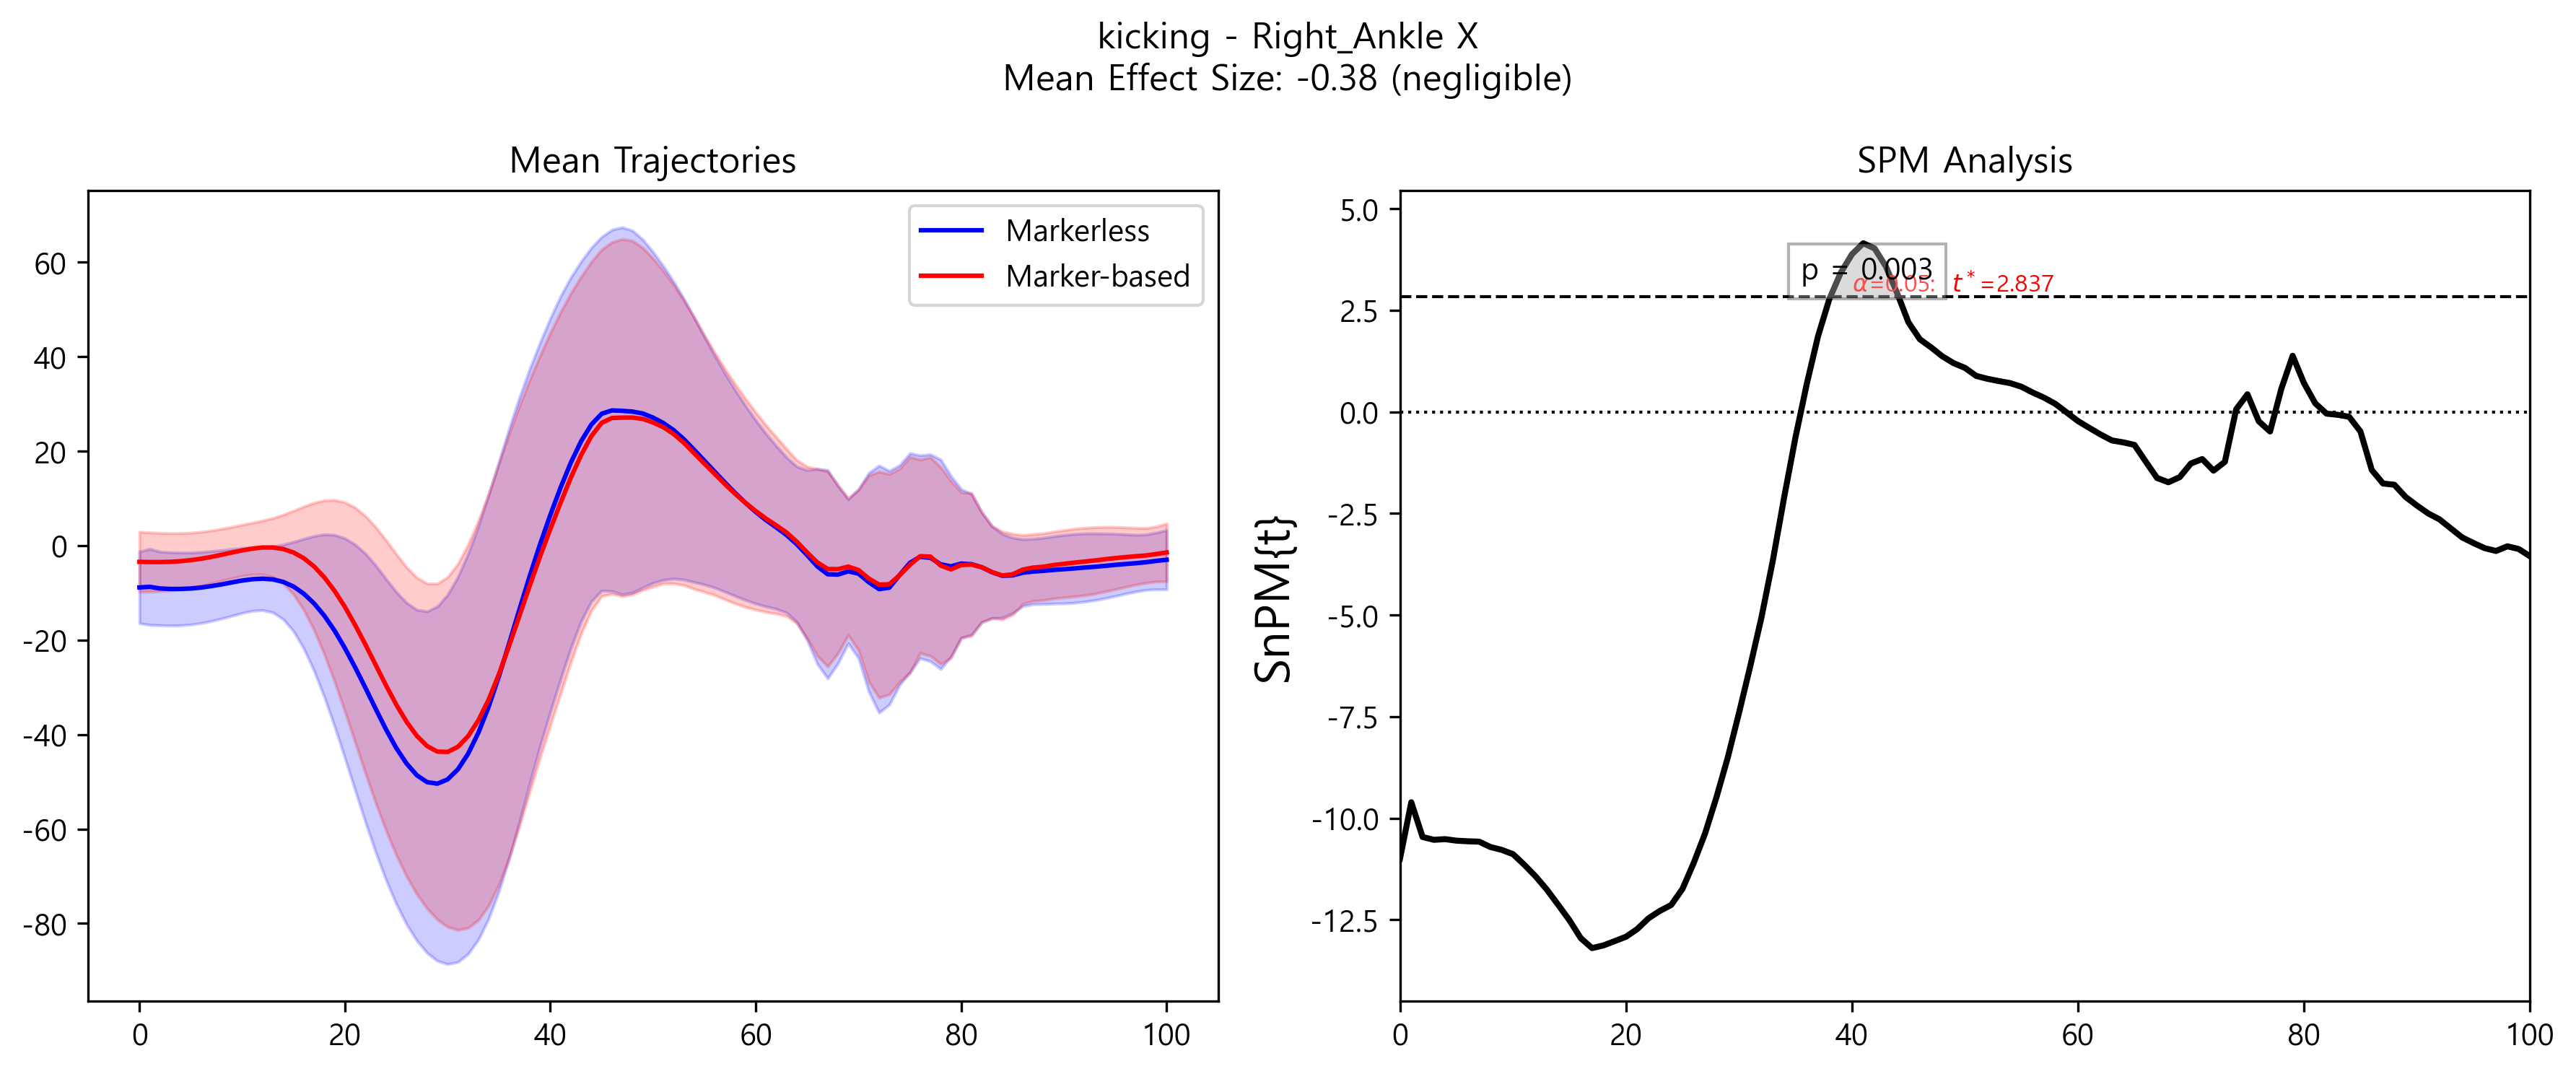 kicking - Right_Ankle X
Mean Effect Size: -0.38 (negligible)
Mean Trajectories
Markerless
Marker-based
60
40
20
0
-20
-40
-60
-80
0 20 40 60 80 100
SPM Analysis
SnPM{t}
5.0
2.5
0.0
-2.5
-5.0
-7.5
-10.0
-12.5
p = 0.003
α=0.05: t*=2.837
0 20 40 60 80 100